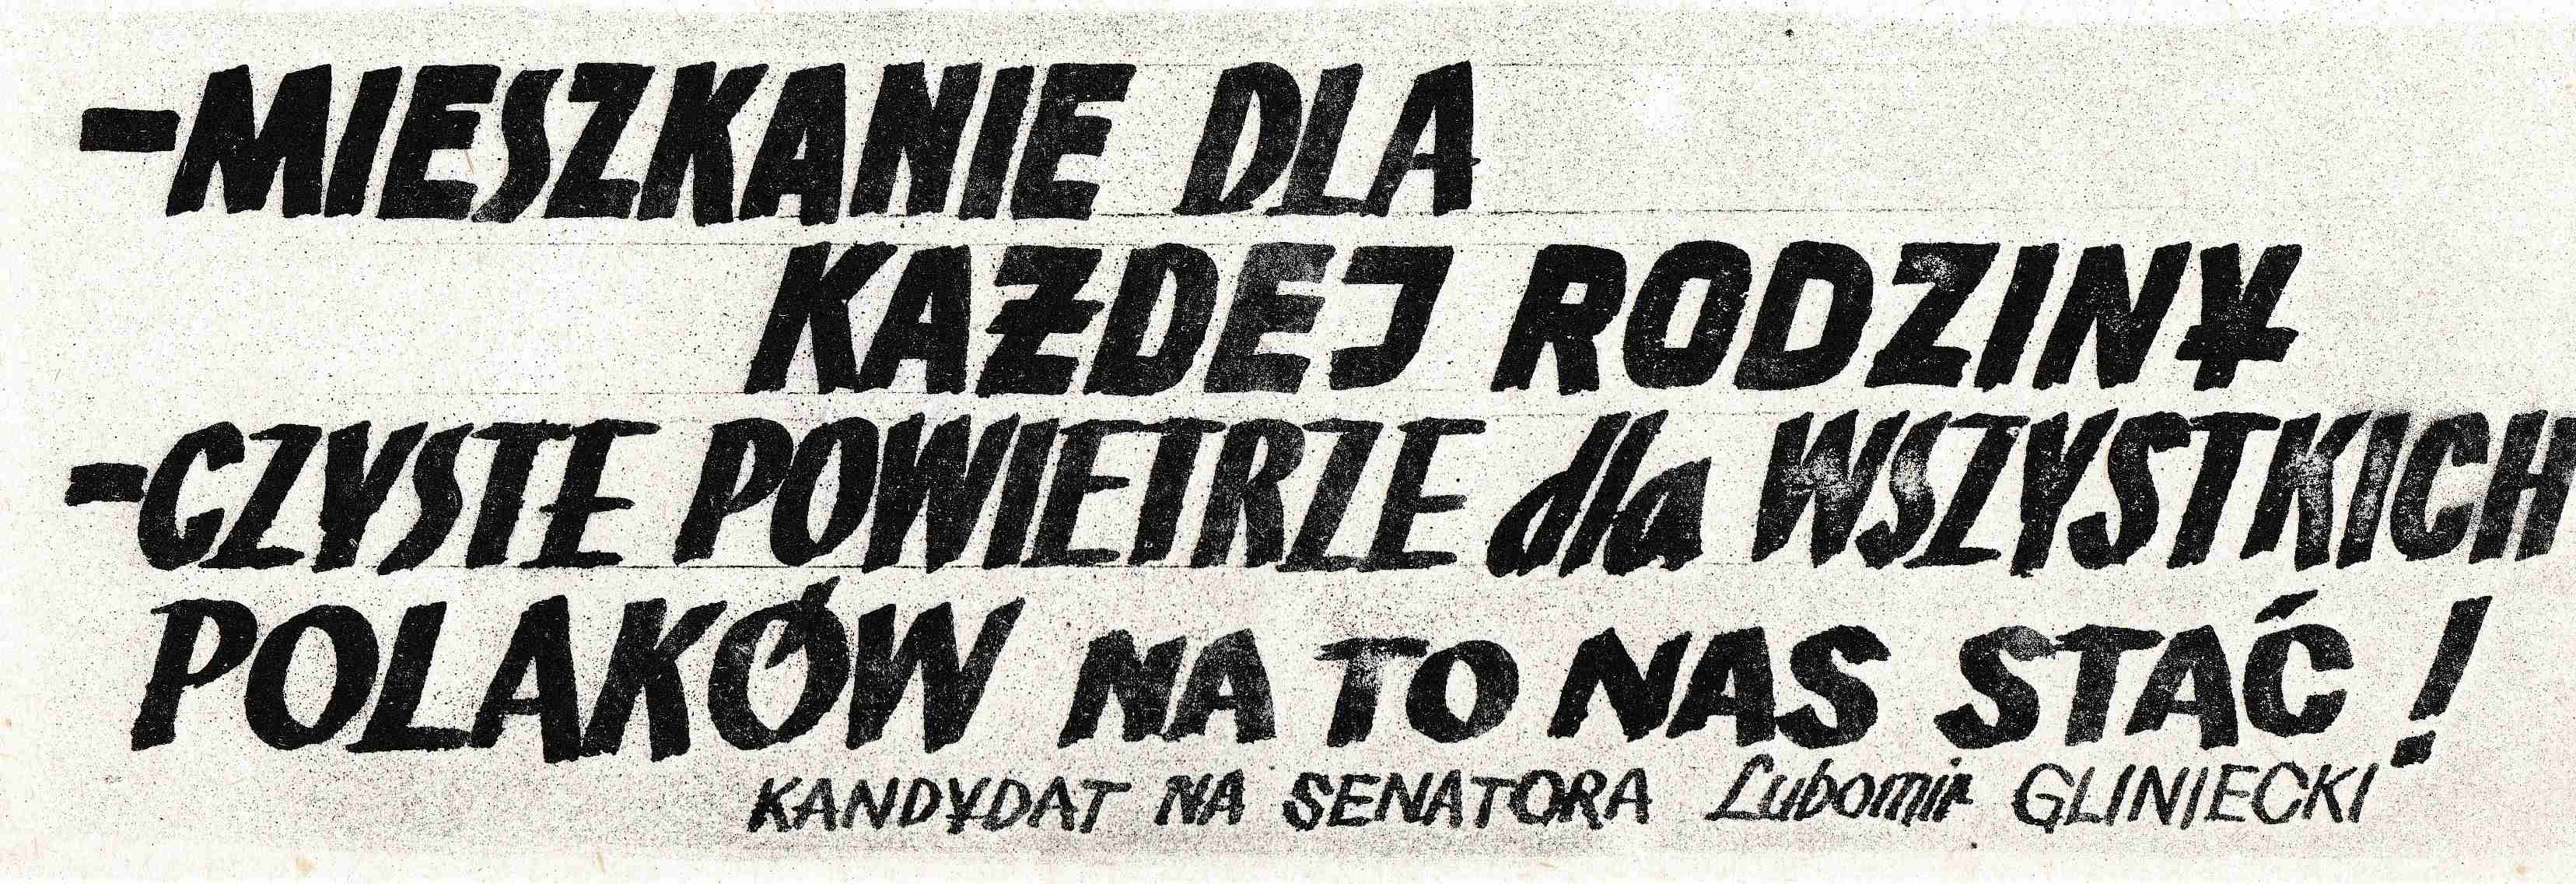 -MIESZKANIE DLA
KAŻDEJ RODZINY
-CZYSTE POWIETRZE dla WSZYSTKICH
POLAKÓW NA TO NAS STAĆ!
KANDYDAT NA SENATORA Lubomir GLINIECKI